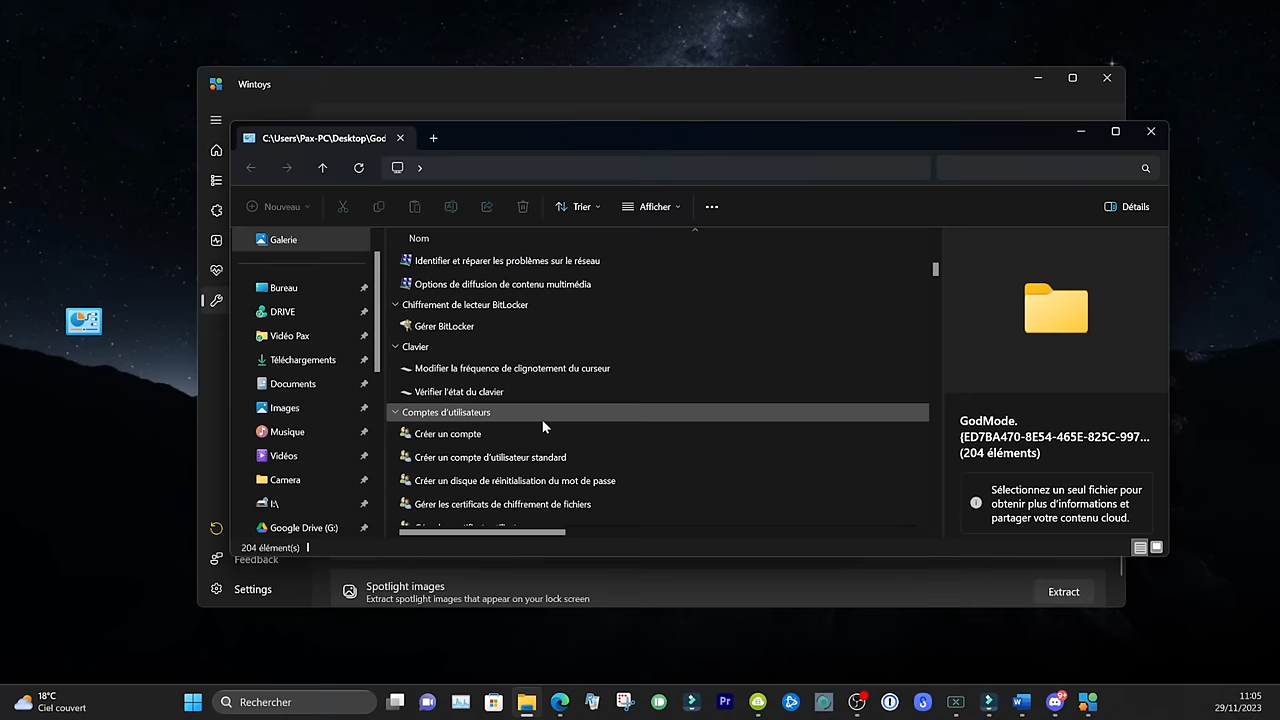 Wintoys
C:\Users\Pax-PC\Desktop\God
Nouveau
Trier
Afficher
Détails
Galerie
Bureau
DRIVE
Vidéo Pax
Téléchargements
Documents
Images
Musique
Vidéos
Camera
I:\
Google Drive (G:)
Nom
Identifier et réparer les problèmes sur le réseau
Options de diffusion de contenu multimédia
Chiffrement de lecteur BitLocker
Gérer BitLocker
Clavier
Modifier la fréquence de clignotement du curseur
Vérifier l'état du clavier
Comptes d'utilisateurs
Créer un compte
Créer un compte d'utilisateur standard
Créer un disque de réinitialisation du mot de passe
Gérer les certificats de chiffrement de fichiers
GodMode.
{ED7BA470-8E54-465E-825C-997...
(204 éléments)
Sélectionnez un seul fichier pour
obtenir plus d'informations et
partager votre contenu cloud.
204 élément(s)
Feedback
Settings
Spotlight images
Extract spotlight images that appear on your lock screen
Extract
18°C
Ciel couvert
Rechercher
Pr
9+
11:05
29/11/2023